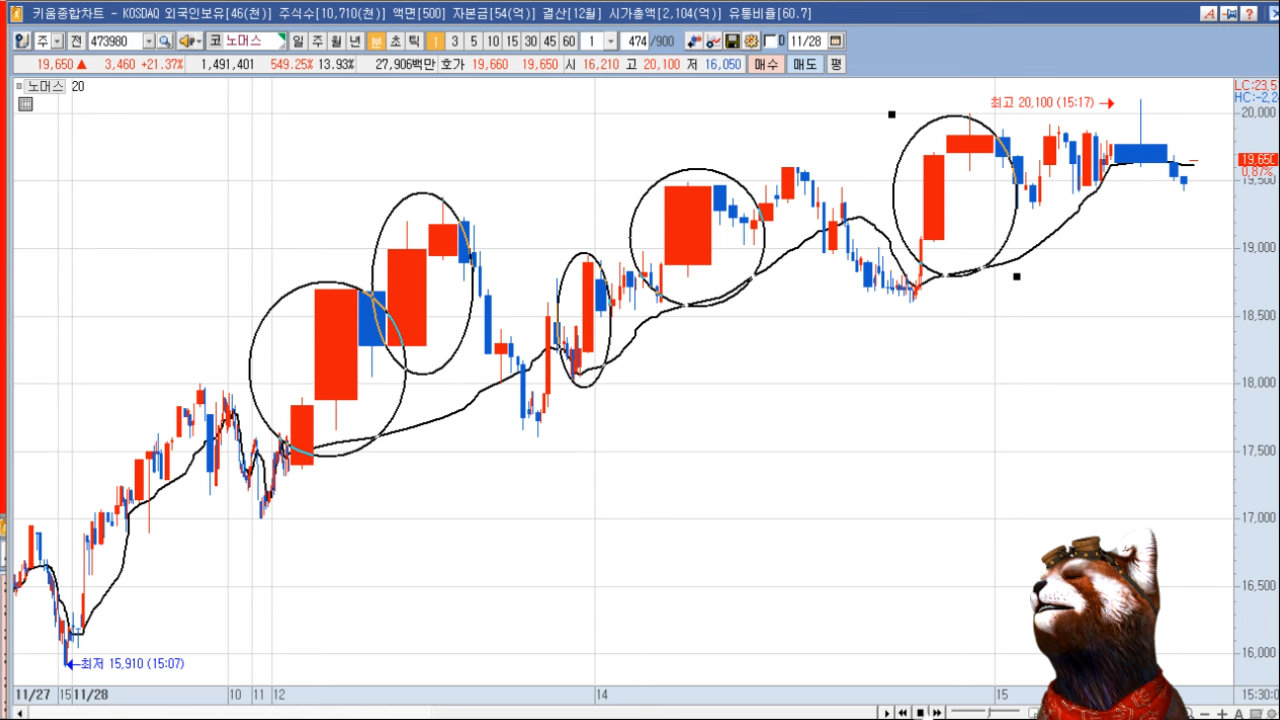 키움종합차트 - KOSDAQ 외국인보유[46(천)] 주식수[10,710(천)] 액면[500] 자본금[54(억)] 결산[12월] 시가총액[2,104(억)] 유통비율[60.7]
A ?
주 전 473980 코 노머스 일 주 월 년 분 초 틱 1 3 5 10 15 30 45 60 1 474 /900 D 11/28
19,650 ▲ 3,460 +21.37% 1,491,401 549.25% 13.93% 27,906백만 호가 19,660 19,650 시 16,210 고 20,100 저 16,050 매수 매도 평
노머스 20
LC:23,5
HC:-2,2
최고 20,100 (15:17)
20,000
19,650
0,87%
19,500
19,000
18,500
18,000
17,500
17,000
16,500
16,000
최저 15,910 (15:07)
11/27 15 11/28 10 11 12 14 15 15:30:0
A